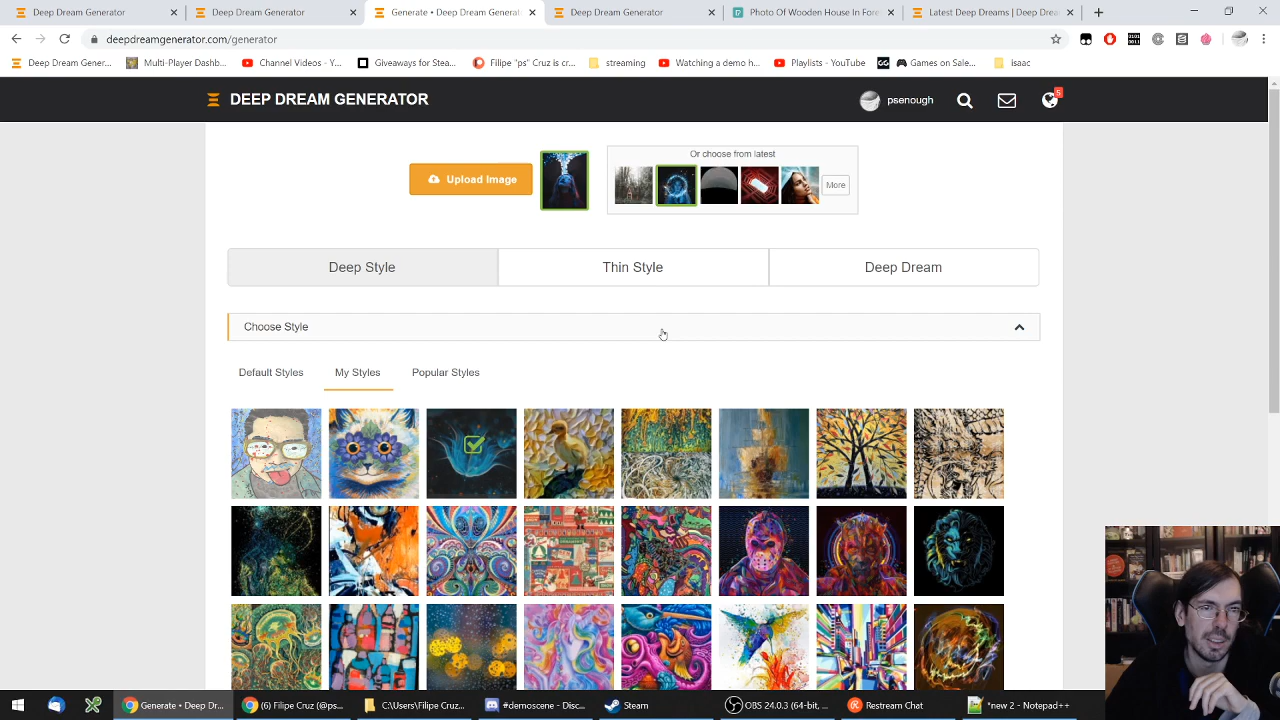 Deep Dream Generator
Deep Dream Generator
Generate • Deep Dream Generat
Deep Dream Generator
Photo Of Wooden House In Fore
Latest Deep Dreams | Deep Drea
deepdreamgenerator.com/generator
Deep Dream Gener...
Multi-Player Dashb...
Channel Videos - Y...
Giveaways for Stea...
Filipe "ps" Cruz is cr...
streaming
Watching a demo h...
Playlists - YouTube
GG
Games on Sale...
isaac
DEEP DREAM GENERATOR
psenough
5
Upload Image
Or choose from latest
More
Deep Style
Thin Style
Deep Dream
Choose Style
Default Styles
My Styles
Popular Styles
Generate • Deep Dr...
(6) Filipe Cruz (@ps...
C:\Users\Filipe Cruz...
#demoscene - Disc...
Steam
OBS 24.0.3 (64-bit, ...
Restream Chat
*new 2 - Notepad++